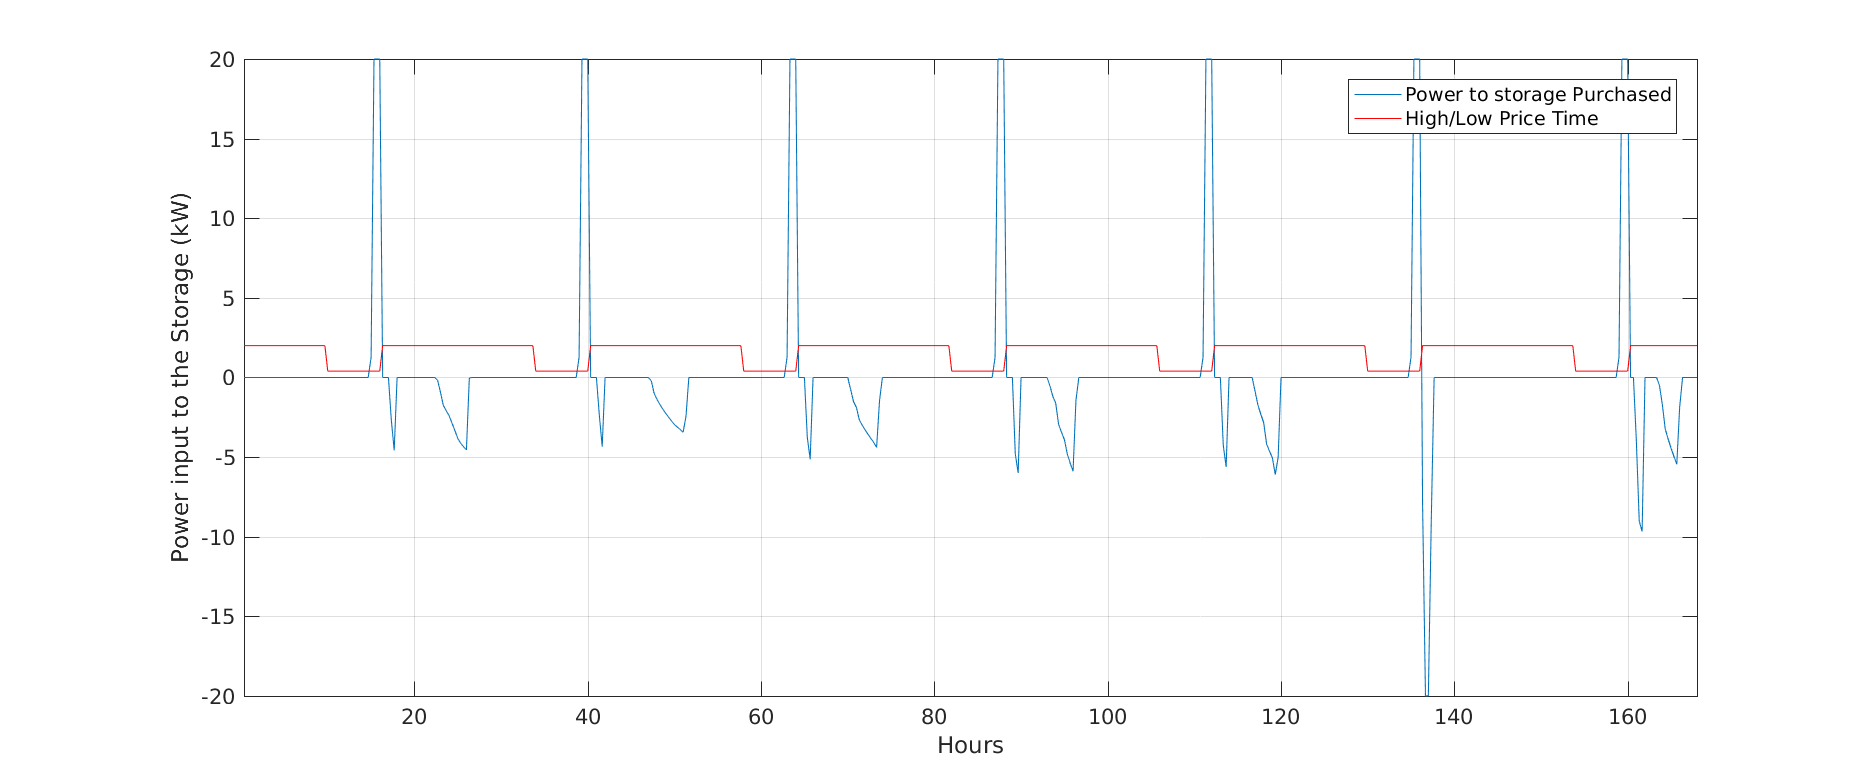 Power input to the Storage (kW)
20
15
10
5
0
-5
-10
-15
-20
Power to storage Purchased
High/Low Price Time
20 40 60 80 100 120 140 160
Hours